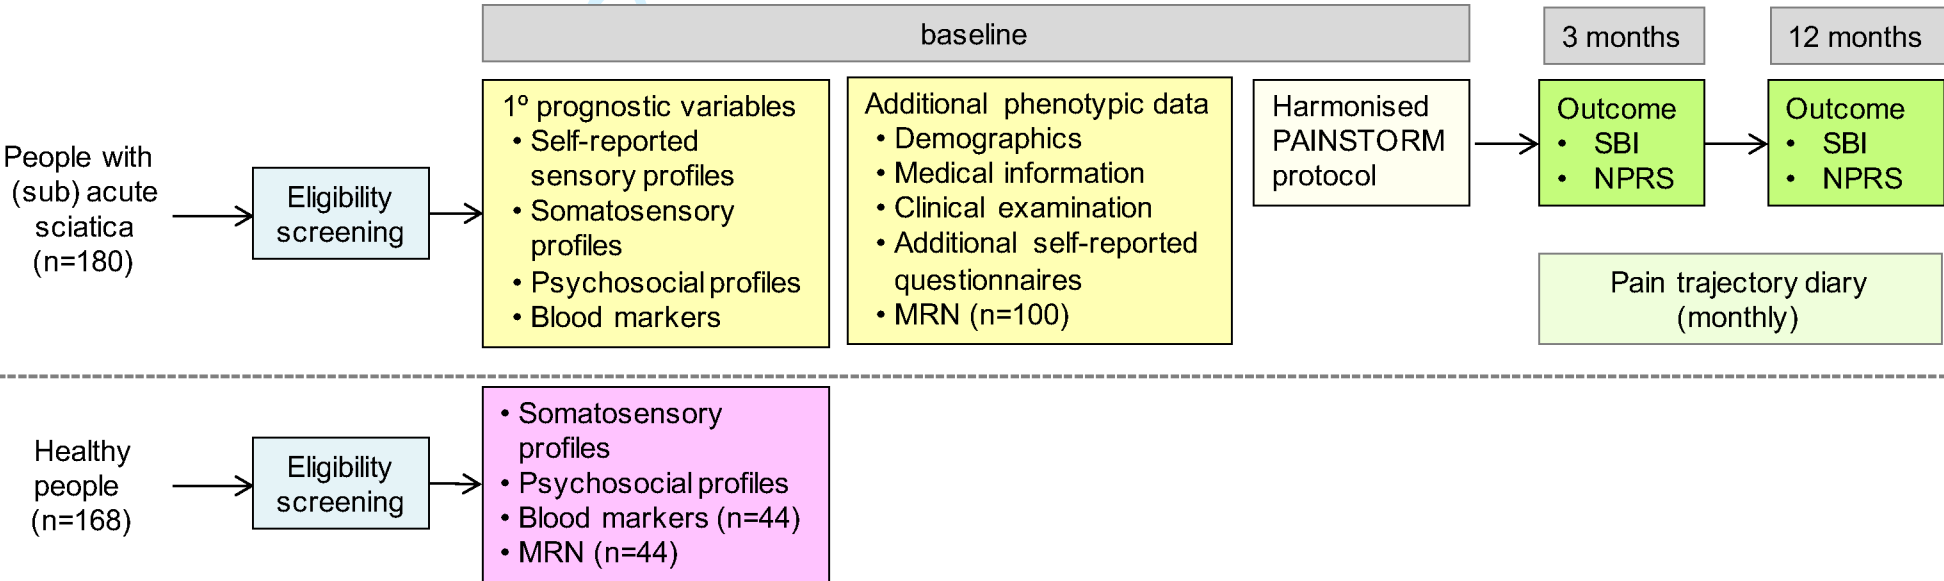 baseline
3 months
12 months
People with
(sub) acute
sciatica
(n=180)
Eligibility
screening
1º prognostic variables
• Self-reported
sensory profiles
• Somatosensory
profiles
• Psychosocial profiles
• Blood markers
Additional phenotypic data
• Demographics
• Medical information
• Clinical examination
• Additional self-reported
questionnaires
• MRN (n=100)
Harmonised
PAINSTORM
protocol
Outcome
• SBI
• NPRS
Outcome
• SBI
• NPRS
Pain trajectory diary
(monthly)
Healthy
people
(n=168)
Eligibility
screening
• Somatosensory
profiles
• Psychosocial profiles
• Blood markers (n=44)
• MRN (n=44)